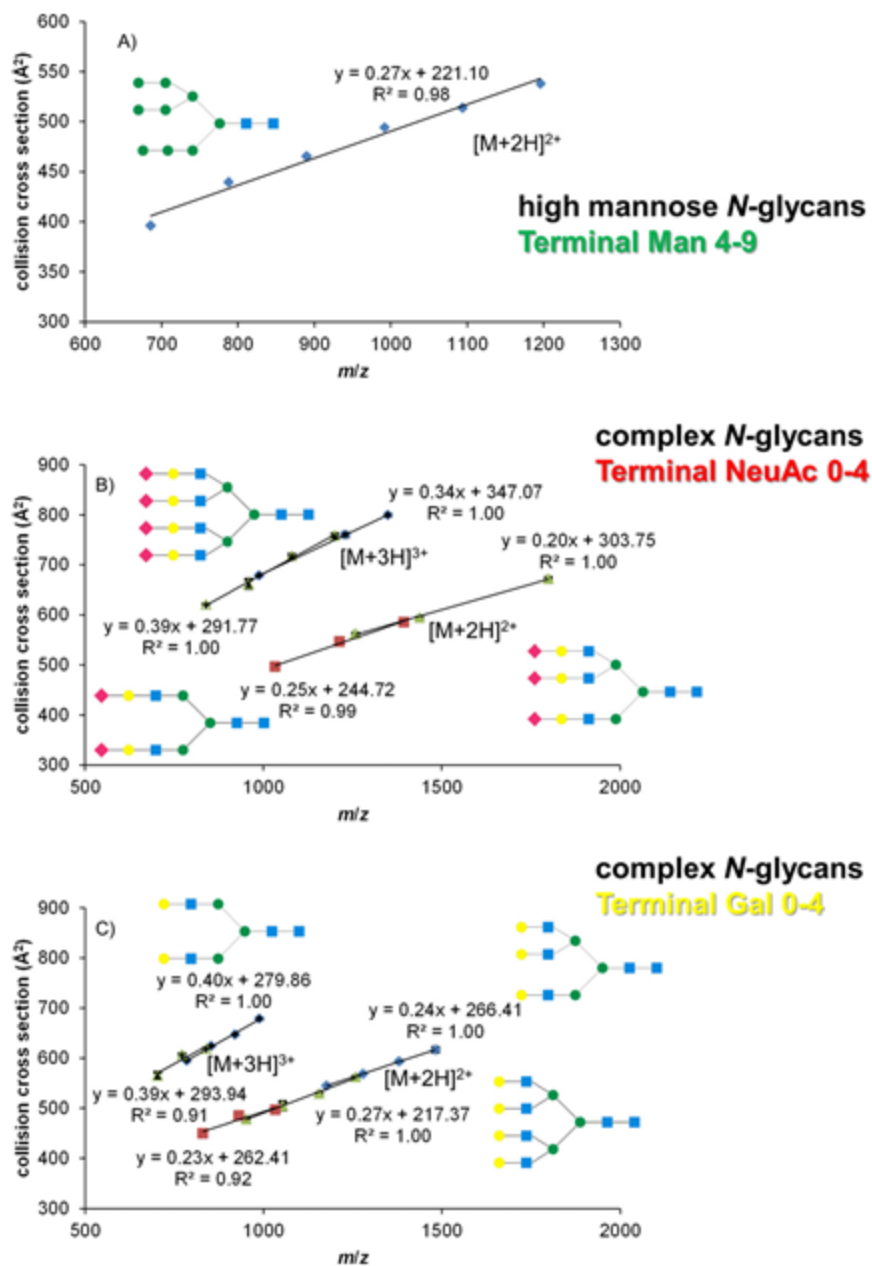 A)
collision cross section (Å²)
600
550
500
450
400
350
300
y = 0.27x + 221.10
R² = 0.98
[M+2H]²⁺
high mannose N-glycans
Terminal Man 4-9
600
700
800
900
1000
1100
1200
1300
m/z
complex N-glycans
Terminal NeuAc 0-4
B)
collision cross section (Å²)
900
800
700
600
500
400
300
y = 0.34x + 347.07
R² = 1.00
[M+3H]³⁺
y = 0.20x + 303.75
R² = 1.00
y = 0.39x + 291.77
R² = 1.00
[M+2H]²⁺
y = 0.25x + 244.72
R² = 0.99
500
1000
1500
2000
m/z
complex N-glycans
Terminal Gal 0-4
C)
collision cross section (Å²)
900
800
700
600
500
400
300
200
y = 0.40x + 279.86
R² = 1.00
y = 0.24x + 266.41
R² = 1.00
[M+3H]³⁺
[M+2H]²⁺
y = 0.39x + 293.94
R² = 0.91
y = 0.27x + 217.37
R² = 1.00
y = 0.23x + 262.41
R² = 0.92
500
1000
1500
2000
m/z